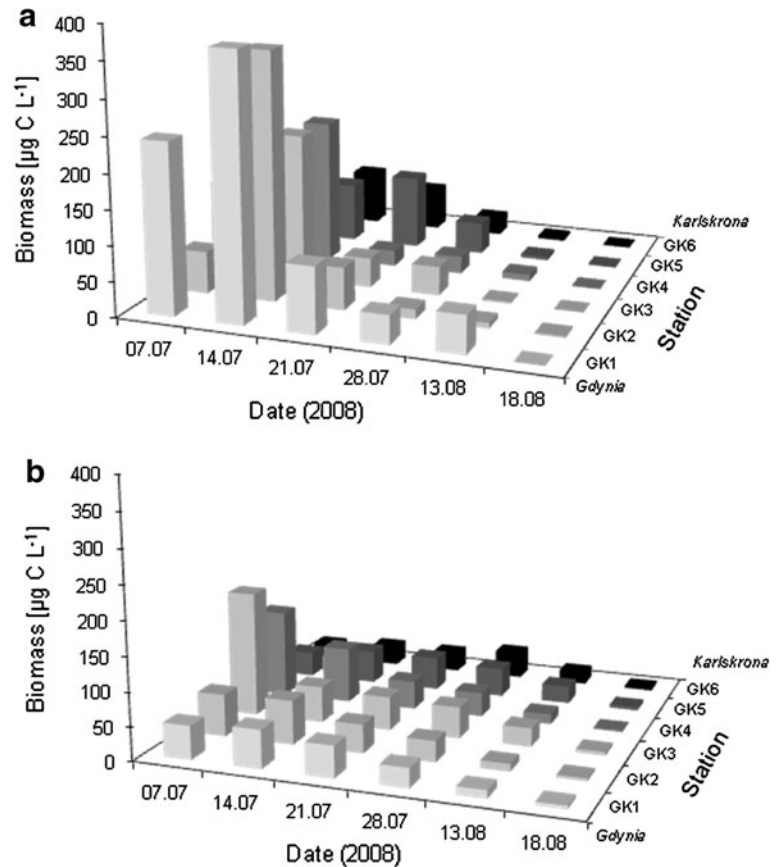 a
Biomass [µg C L-1]
400
350
300
250
200
150
100
50
0
07.07
14.07
21.07
28.07
13.08
18.08
Date (2008)
Gdynia
GK1
GK2
GK3
GK4
GK5
GK6
Karlskrona
Station
b
Biomass [µg C L-1]
400
350
300
250
200
150
100
50
0
07.07
14.07
21.07
28.07
13.08
18.08
Date (2008)
Gdynia
GK1
GK2
GK3
GK4
GK5
GK6
Karlskrona
Station